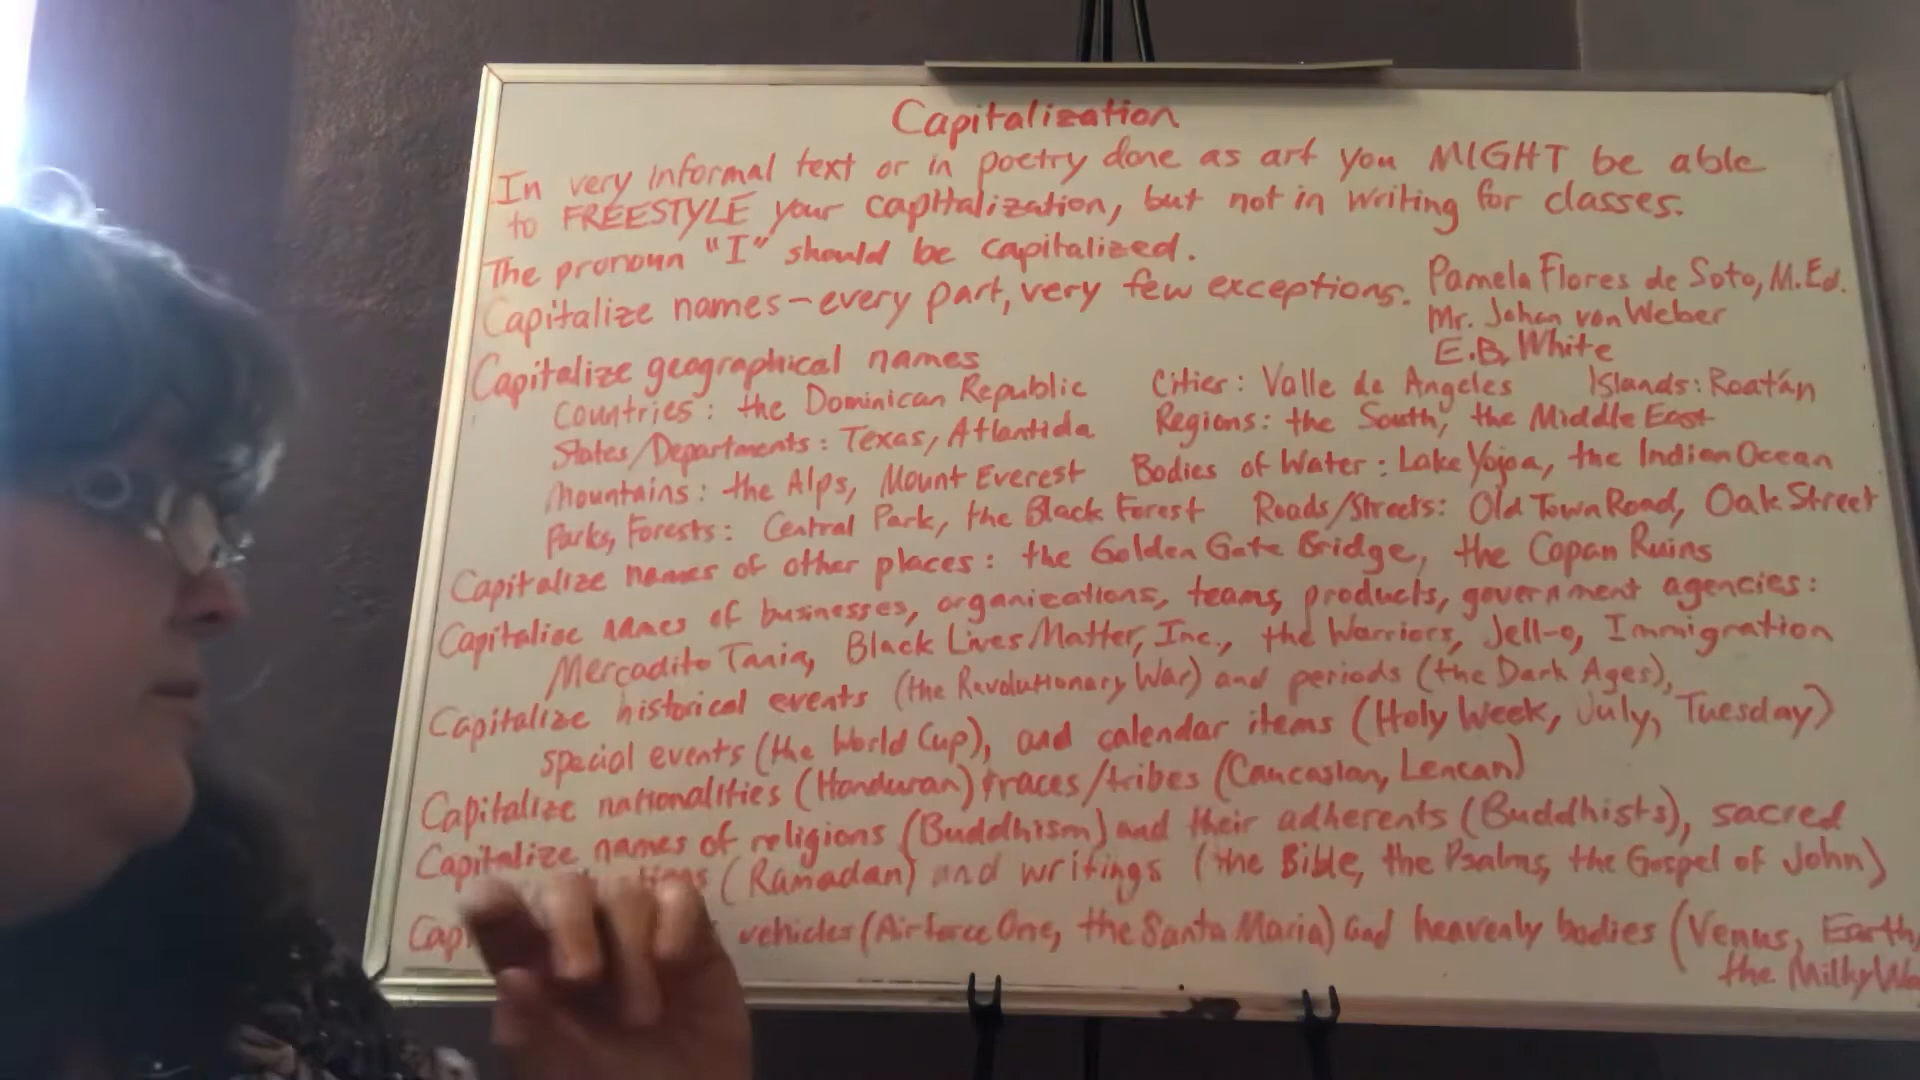 Capitalization
In very informal text or in poetry done as art you MIGHT be able
to FREESTYLE your capitalization, but not in writing for classes.
The pronoun "I" should be capitalized.
Capitalize names - every part, very few exceptions. Pamela Flores de Soto, M.Ed.
Mr. Johan von Weber
E.B. White
Capitalize geographical names
Countries: the Dominican Republic Cities: Valle de Angeles Islands: Roatán
States/Departments: Texas, Atlantida Regions: the South, the Middle East
Mountains: the Alps, Mount Everest Bodies of Water: Lake Yojoa, the Indian Ocean
Parks, Forests: Central Park, the Black Forest Roads/Streets: Old Town Road, Oak Street
Capitalize names of other places: the Golden Gate Bridge, the Copan Ruins
Capitalize names of businesses, organizations, teams, products, government agencies:
Mercadito Tania, Black Lives Matter, Inc., the Warriors, Jell-o, Immigration
Capitalize historical events (the Revolutionary War) and periods (the Dark Ages),
special events (the World Cup), and calendar items (Holy Week, July, Tuesday)
Capitalize nationalities (Honduran) races/tribes (Caucasian, Lencan)
Capitalize names of religions (Buddhism) and their adherents (Buddhists), sacred
(Ramadan) and writings (the Bible, the Psalms, the Gospel of John)
vehicles (Airforce One, the Santa Maria) and heavenly bodies (Venus, Earth,
the Milky